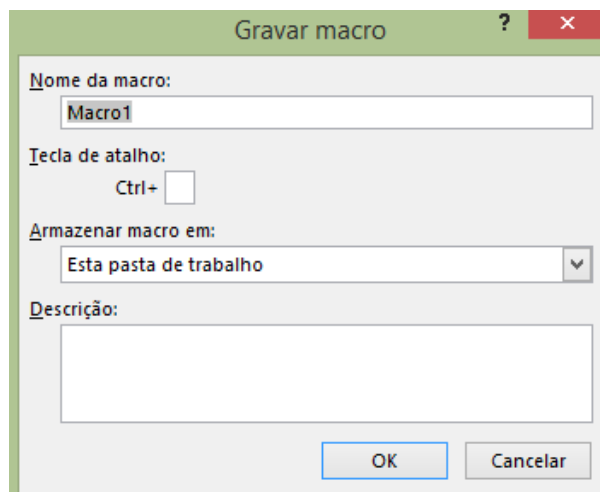 Gravar macro ? ×
Nome da macro:
Macro1
Tecla de atalho:
Ctrl+
Armazenar macro em:
Esta pasta de trabalho
Descrição:
OK Cancelar